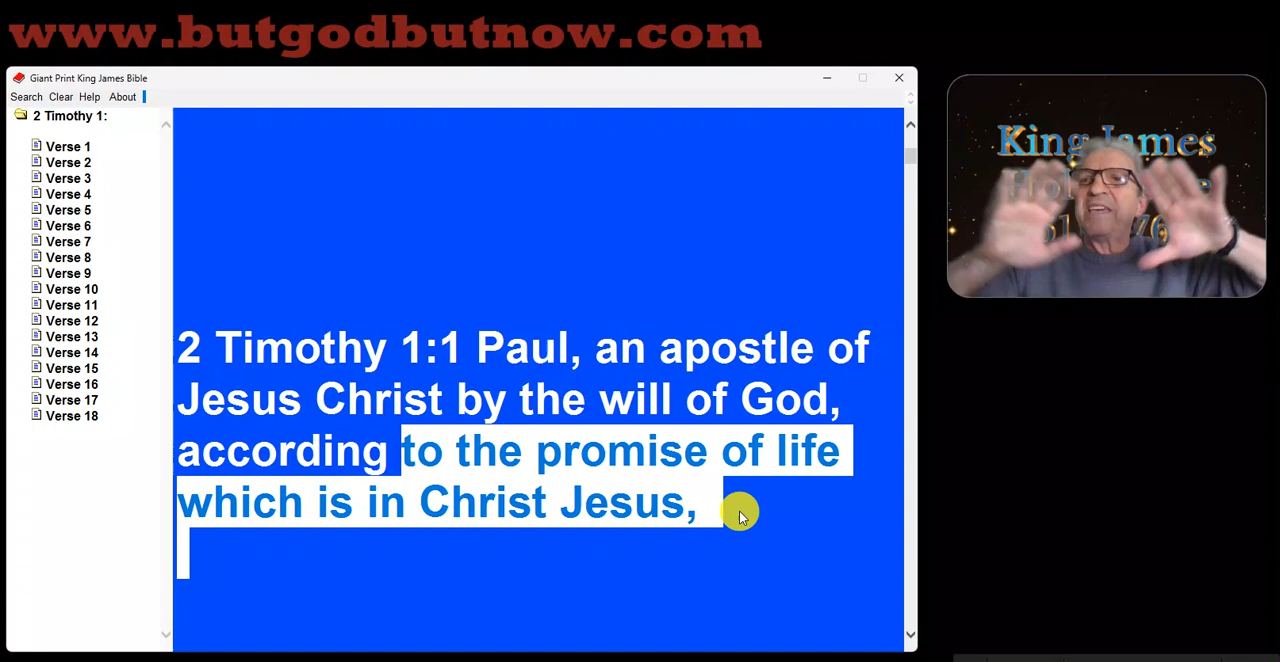 www.butgodbutnow.com
Giant Print King James Bible
Search Clear Help About
2 Timothy 1:
Verse 1
Verse 2
Verse 3
Verse 4
Verse 5
Verse 6
Verse 7
Verse 8
Verse 9
Verse 10
Verse 11
Verse 12
Verse 13
Verse 14
Verse 15
Verse 16
Verse 17
Verse 18
2 Timothy 1:1 Paul, an apostle of
Jesus Christ by the will of God,
according to the promise of life
which is in Christ Jesus,
King James